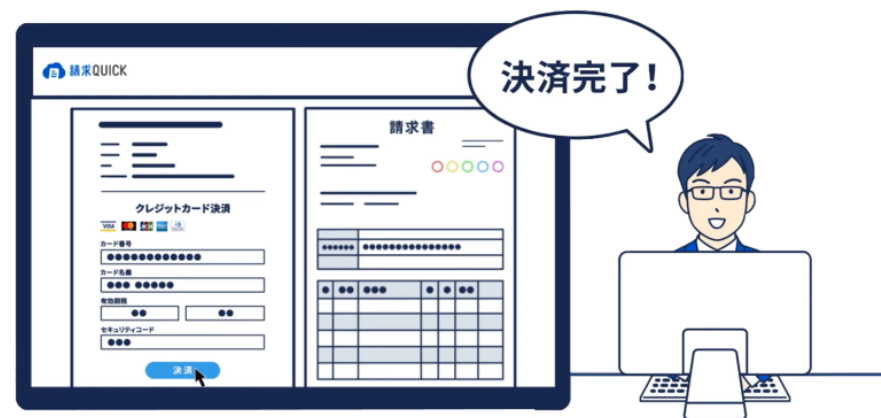 請求QUICK
決済完了!
請求書
クレジットカード決済
VISA
JCB
カード番号
カード名義
有効期限
セキュリティコード
決済